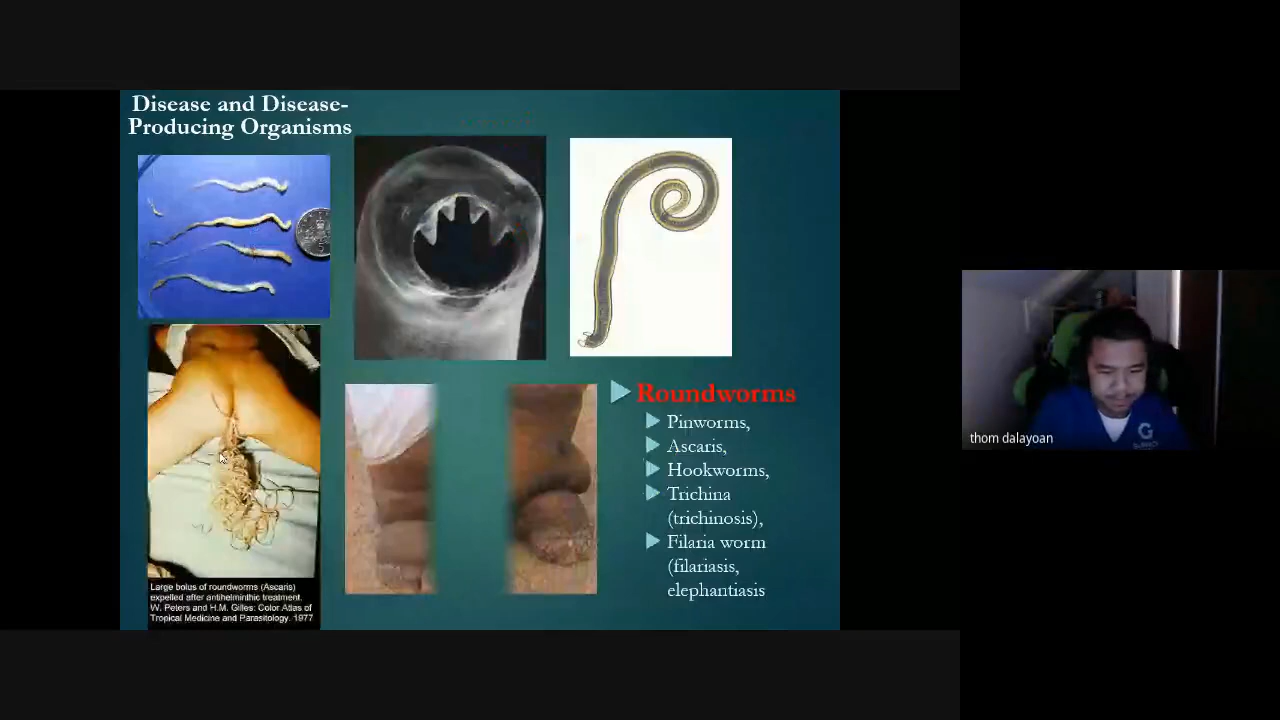 Disease and Disease-
Producing Organisms
Roundworms
Pinworms,
Ascaris,
Hookworms,
Trichina
(trichinosis),
Filaria worm
(filariasis,
elephantiasis
Large bolus of roundworms (Ascaris)
expelled after antihelminthic treatment.
W. Peters and H.M. Gilles: Color Atlas of
Tropical Medicine and Parasitology. 1977
thom dalayoan
G